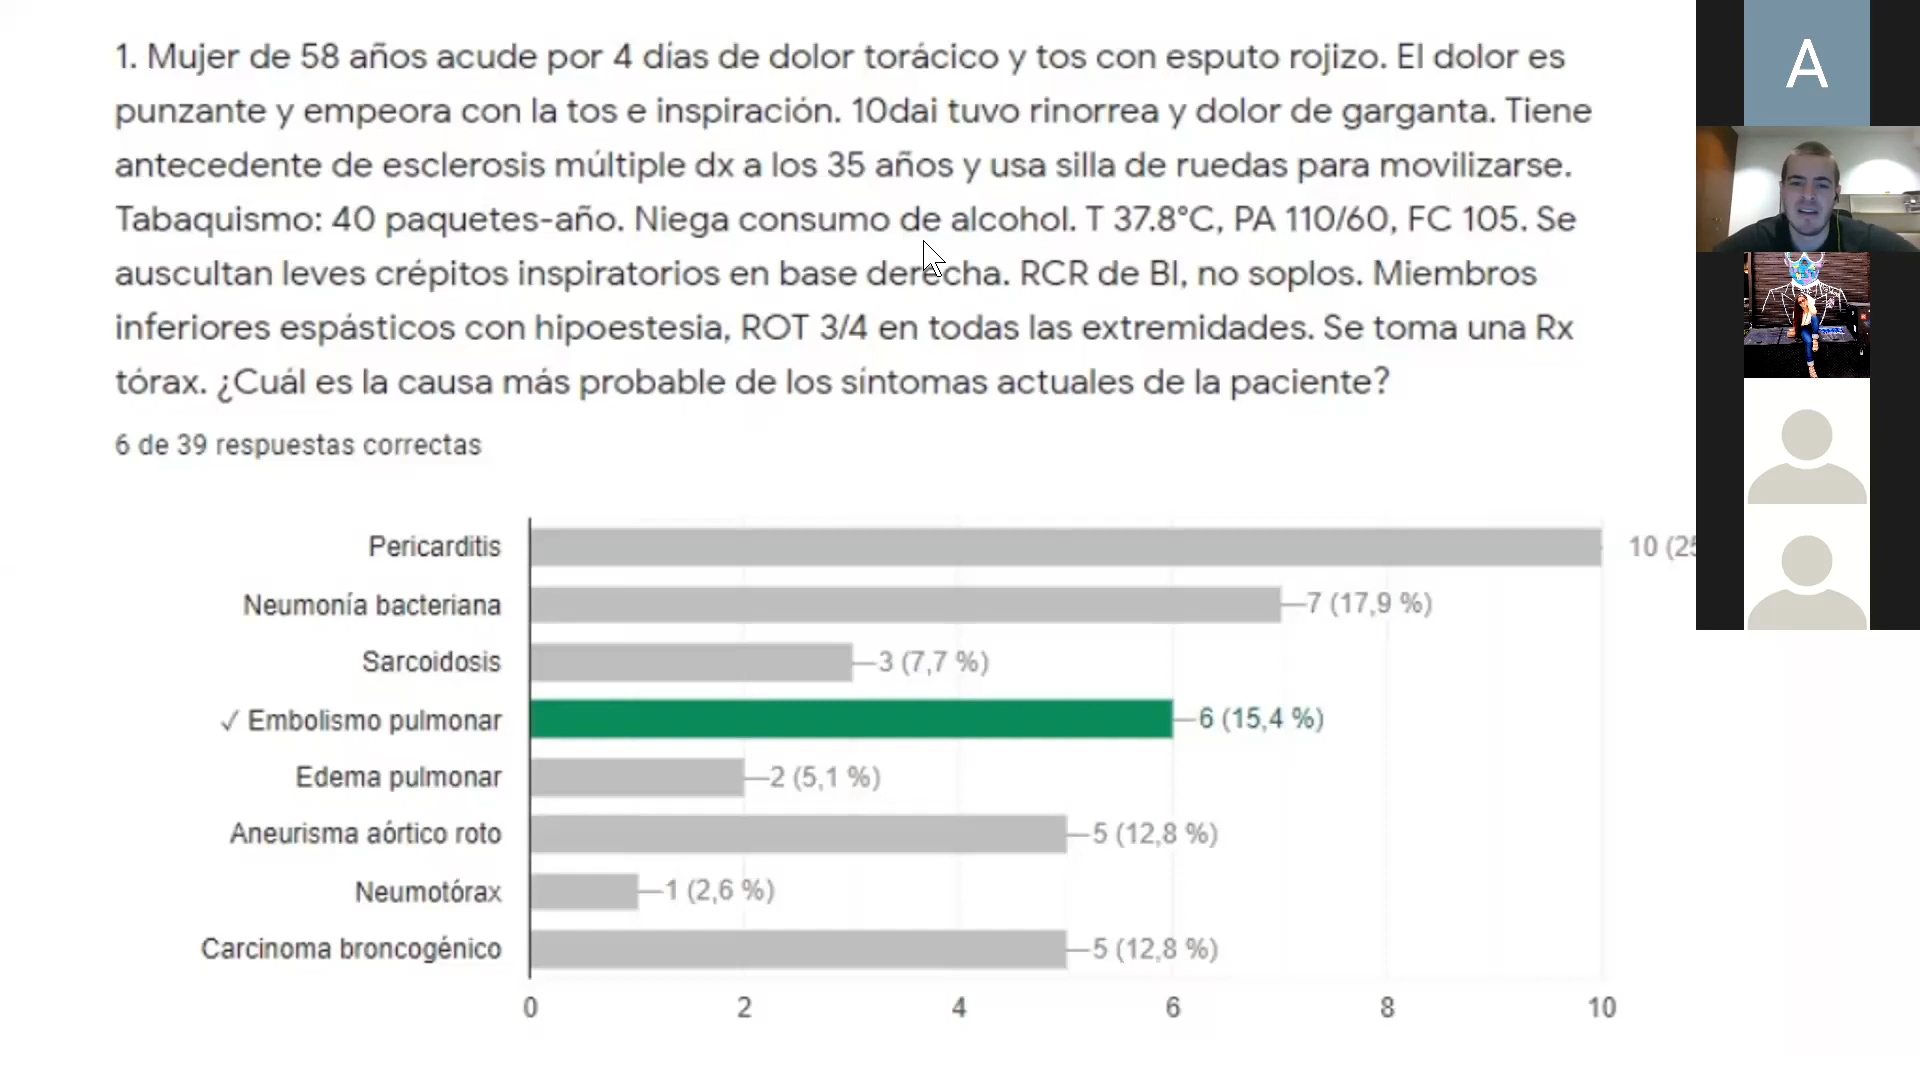 1. Mujer de 58 años acude por 4 días de dolor torácico y tos con esputo rojizo. El dolor es
punzante y empeora con la tos e inspiración. 10dai tuvo rinorrea y dolor de garganta. Tiene
antecedente de esclerosis múltiple dx a los 35 años y usa silla de ruedas para movilizarse.
Tabaquismo: 40 paquetes-año. Niega consumo de alcohol. T 37.8°C, PA 110/60, FC 105. Se
auscultan leves crépitos inspiratorios en base derecha. RCR de BI, no soplos. Miembros
inferiores espásticos con hipoestesia, ROT 3/4 en todas las extremidades. Se toma una Rx
tórax. ¿Cuál es la causa más probable de los síntomas actuales de la paciente?
6 de 39 respuestas correctas
Pericarditis 10 (25
Neumonía bacteriana 7 (17,9 %)
Sarcoidosis 3 (7,7 %)
✓ Embolismo pulmonar 6 (15,4 %)
Edema pulmonar 2 (5,1 %)
Aneurisma aórtico roto 5 (12,8 %)
Neumotórax 1 (2,6 %)
Carcinoma broncogénico 5 (12,8 %)
0 2 4 6 8 10
A